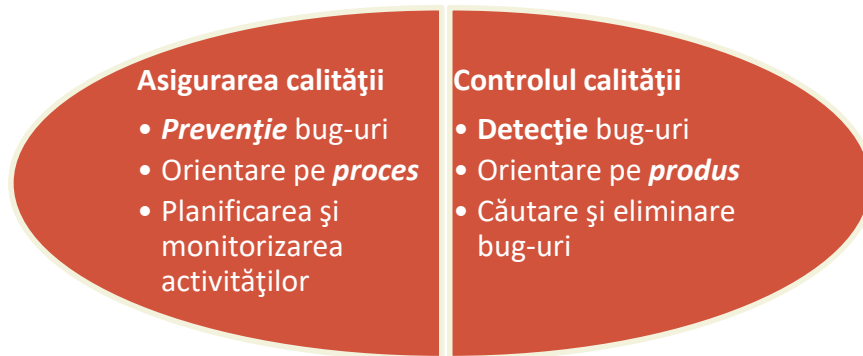 Asigurarea calităţii
• Prevenţie bug-uri
• Orientare pe proces
• Planificarea şi
monitorizarea
activităţilor
Controlul calităţii
• Detecţie bug-uri
• Orientare pe produs
• Căutare şi eliminare
bug-uri